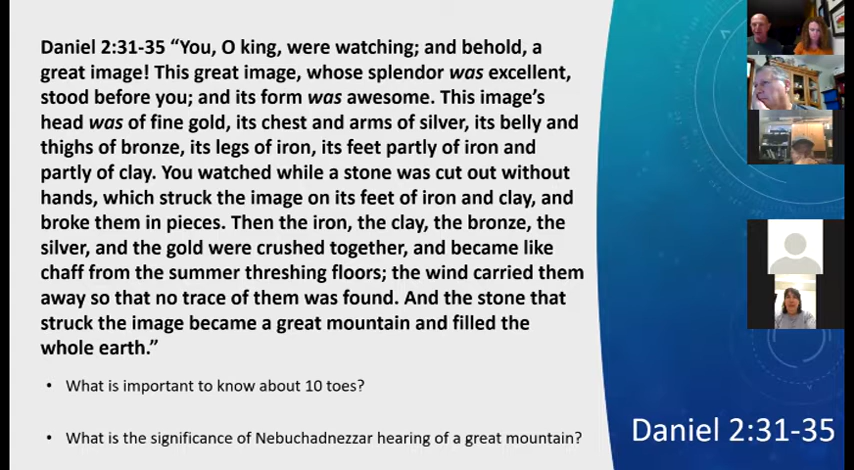 Daniel 2:31-35 “You, O king, were watching; and behold, a
great image! This great image, whose splendor was excellent,
stood before you; and its form was awesome. This image’s
head was of fine gold, its chest and arms of silver, its belly and
thighs of bronze, its legs of iron, its feet partly of iron and
partly of clay. You watched while a stone was cut out without
hands, which struck the image on its feet of iron and clay, and
broke them in pieces. Then the iron, the clay, the bronze, the
silver, and the gold were crushed together, and became like
chaff from the summer threshing floors; the wind carried them
away so that no trace of them was found. And the stone that
struck the image became a great mountain and filled the
whole earth.”
• What is important to know about 10 toes?
• What is the significance of Nebuchadnezzar hearing of a great mountain?
Daniel 2:31-35